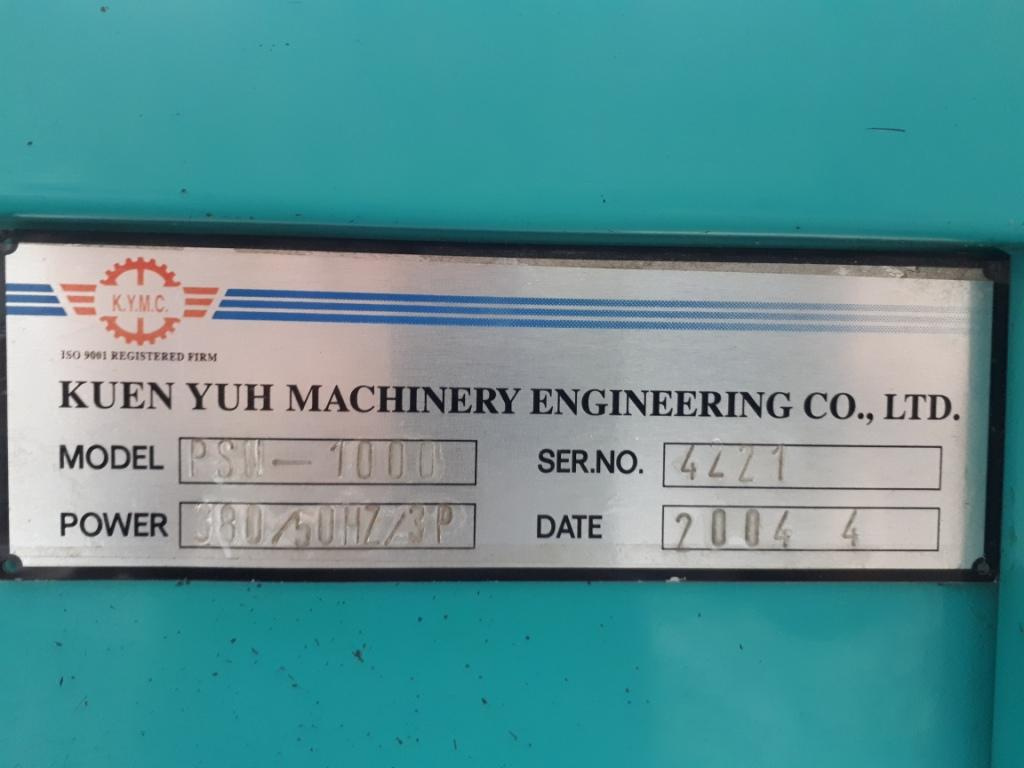 K.Y.M.C.
ISO 9001 REGISTERED FIRM
KUEN YUH MACHINERY ENGINEERING CO., LTD.
MODEL PSW-1000 SER.NO. 4221
POWER 380/50HZ/3P DATE 2004 4